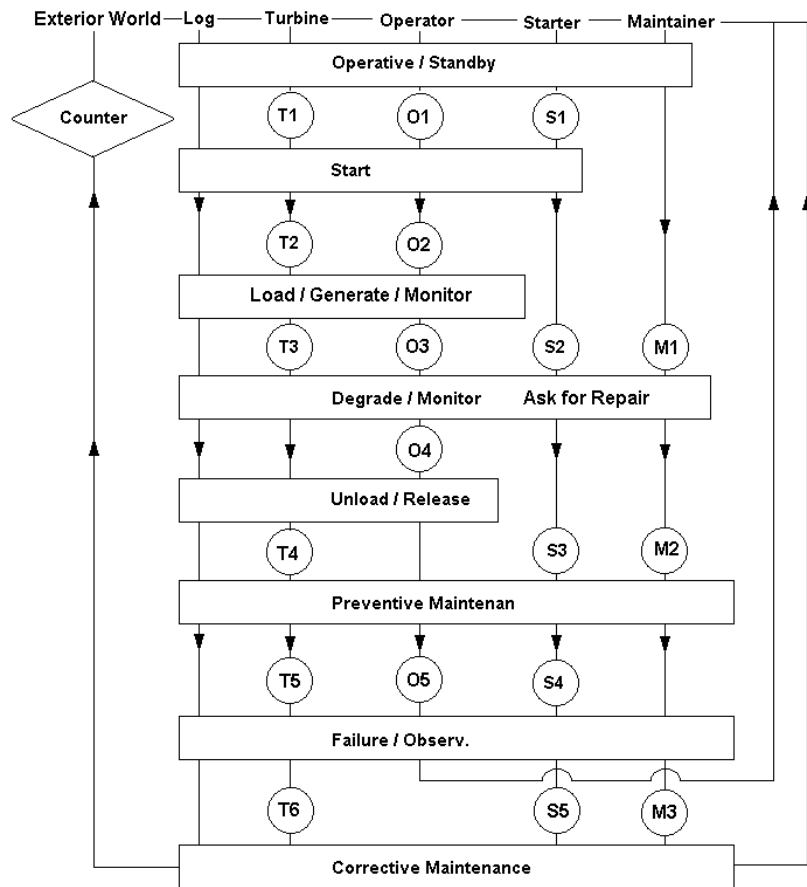 Exterior World Log Turbine Operator Starter Maintainer
Operative / Standby
Counter
T1 O1 S1
Start
T2 O2
Load / Generate / Monitor
T3 O3 S2 M1
Degrade / Monitor Ask for Repair
O4
Unload / Release
T4 S3 M2
Preventive Maintenan
T5 O5 S4
Failure / Observ.
T6 S5 M3
Corrective Maintenance